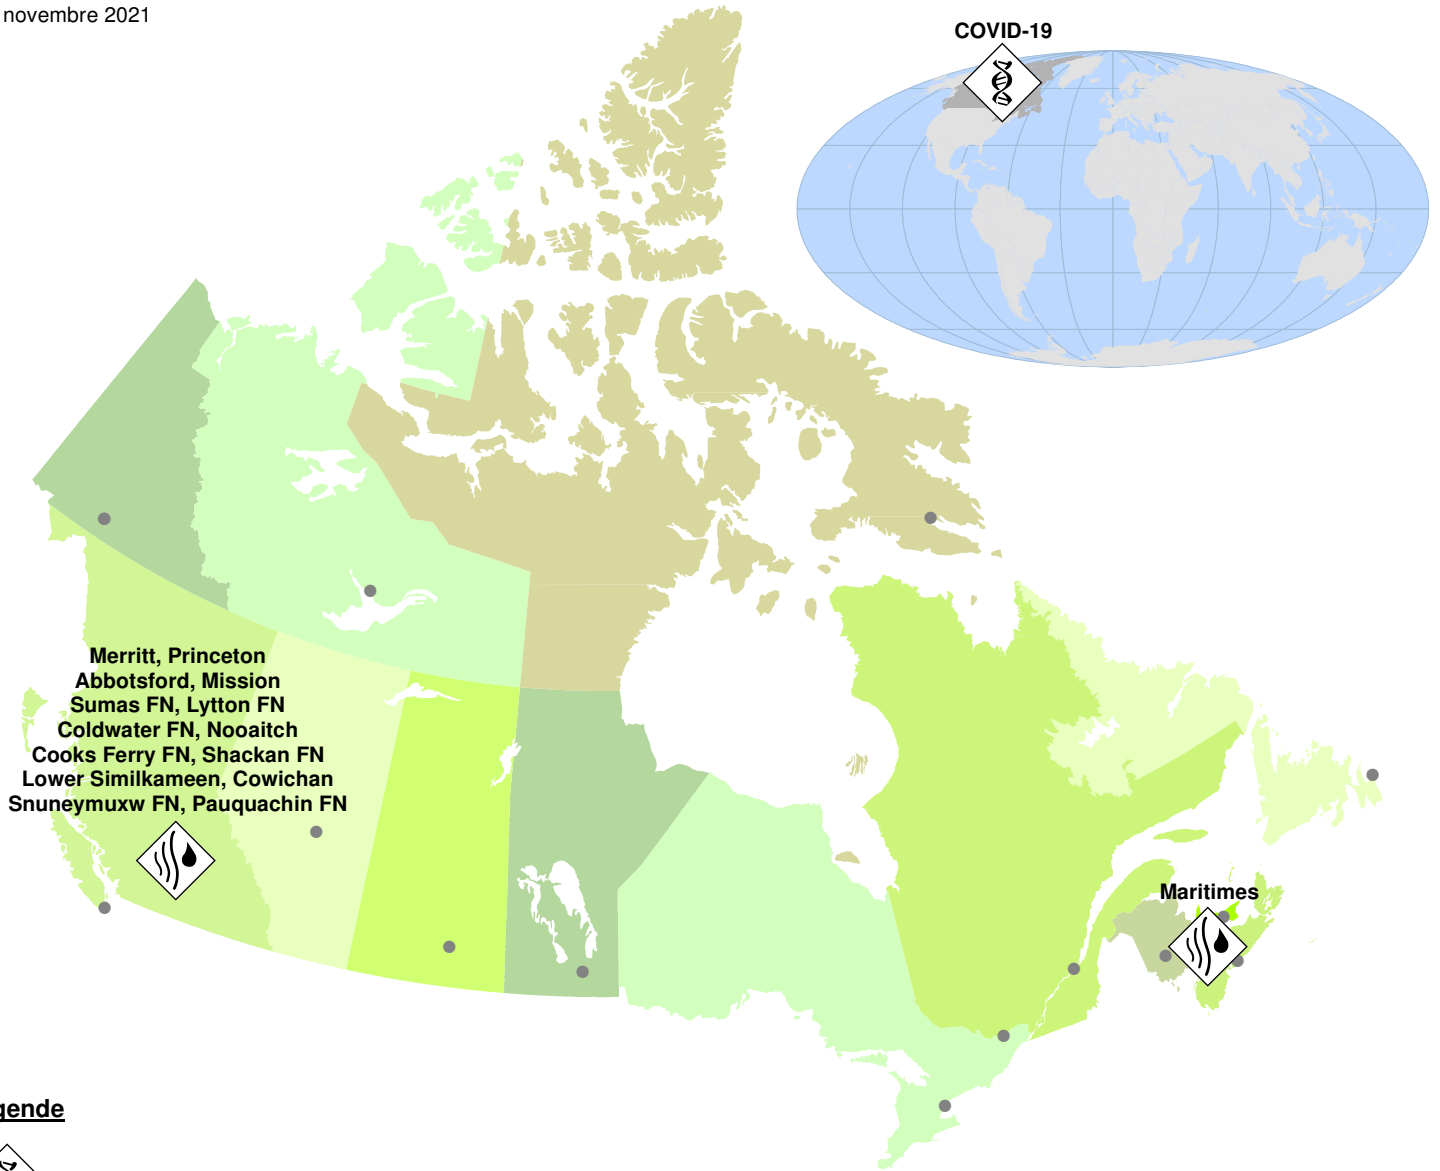 novembre 2021
COVID-19
Merritt, Princeton
Abbotsford, Mission
Sumas FN, Lytton FN
Coldwater FN, Nooaitch
Cooks Ferry FN, Shackan FN
Lower Similkameen, Cowichan
Snuneymuxw FN, Pauquachin FN
Maritimes
gende